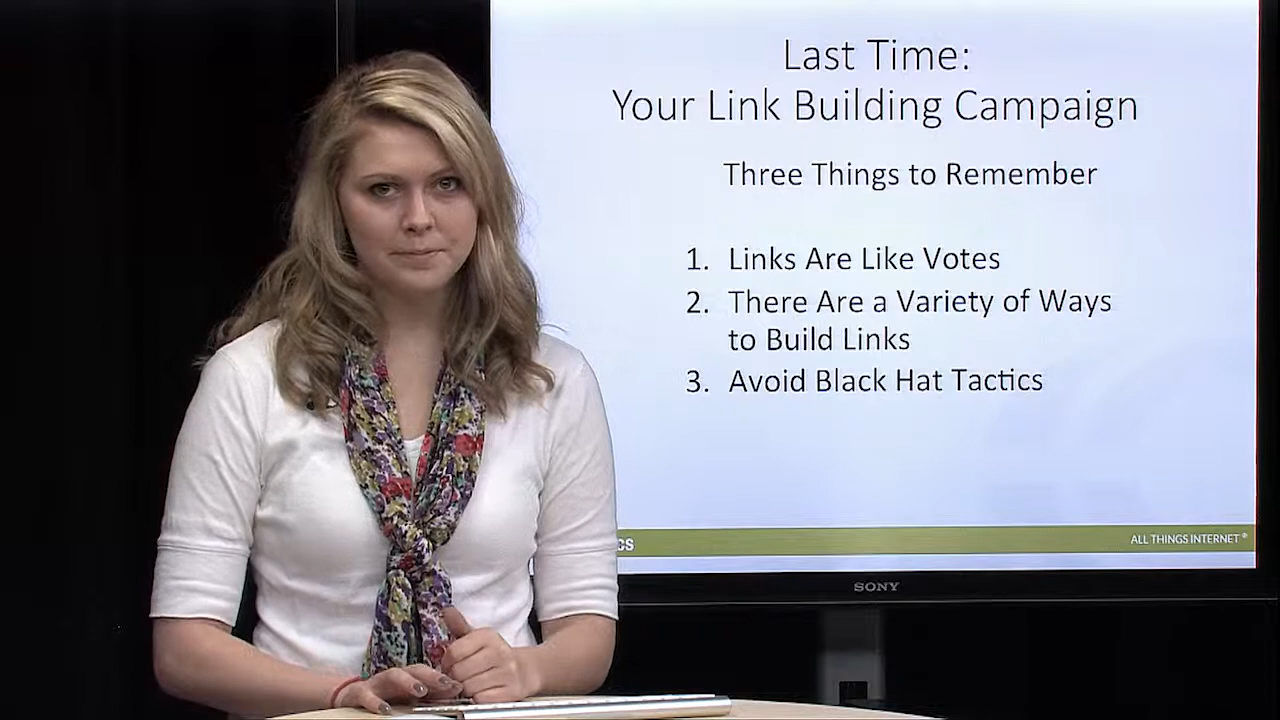 Last Time:
Your Link Building Campaign
Three Things to Remember
1. Links Are Like Votes
2. There Are a Variety of Ways
to Build Links
3. Avoid Black Hat Tactics
CS
ALL THINGS INTERNET®
SONY